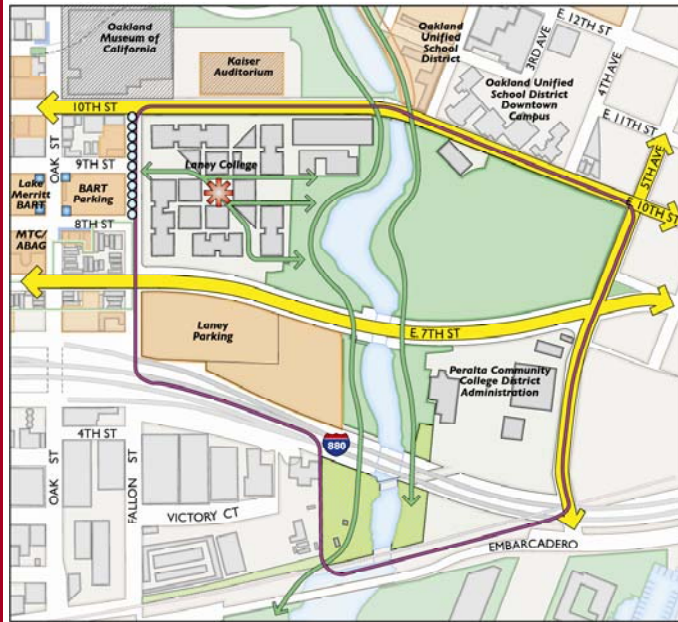 Oakland
Museum of
California
Kaiser
Auditorium
Oakland
Unified
School
District
E. 12TH ST
3RD AVE
4TH AVE
Oakland Unified
School District
Downtown
Campus
E. 11TH ST
5TH AVE
10TH ST
E. 10TH ST
OAK ST
9TH ST
Laney College
Lake
Merritt
BART
BART
Parking
8TH ST
MTC/
ABAG
E. 7TH ST
Laney
Parking
Peralta Community
College District
Administration
880
4TH ST
OAK ST
FALLON ST
VICTORY CT
EMBARCADERO